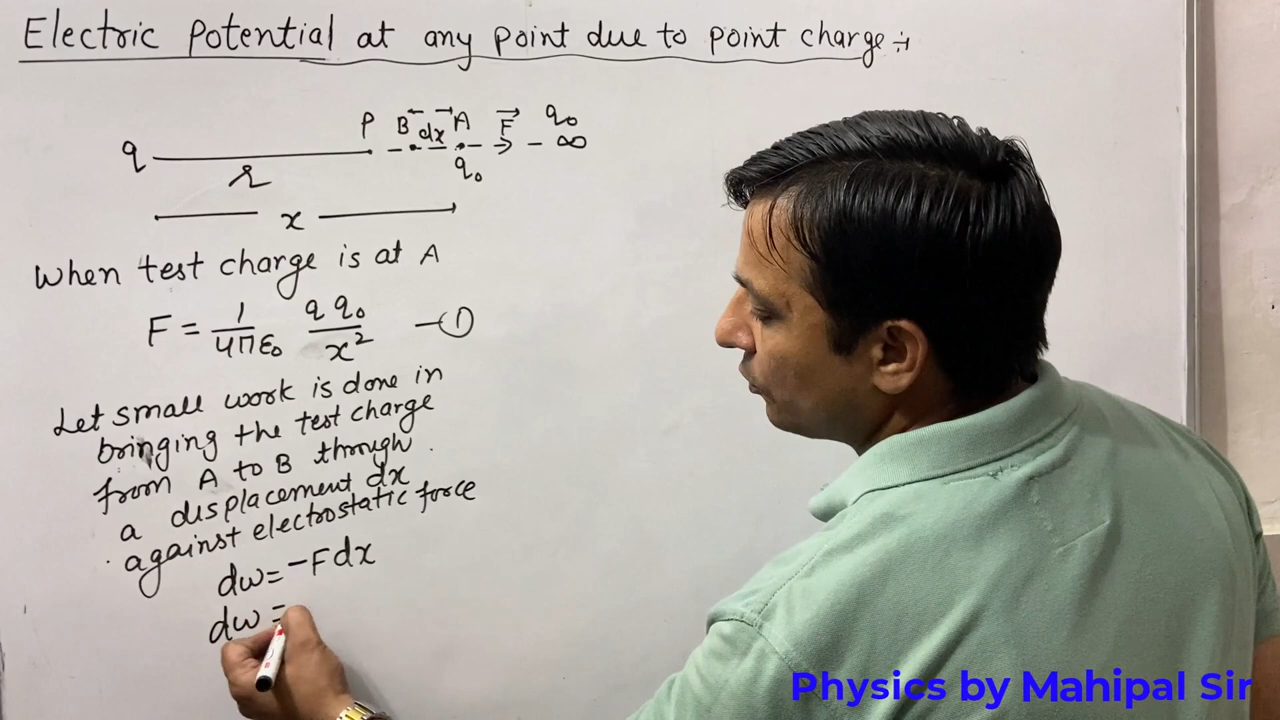 Electric Potential at any point due to point charge :-
P B dx A F q₀
q r q₀ ∞
x
When test charge is at A
F = 1/4πε₀ q q₀/x² —①
Let small work is done in
bringing the test charge
from A to B through
a displacement dx
against electrostatic force
dw = -Fdx
dw =
Physics by Mahipal Sir